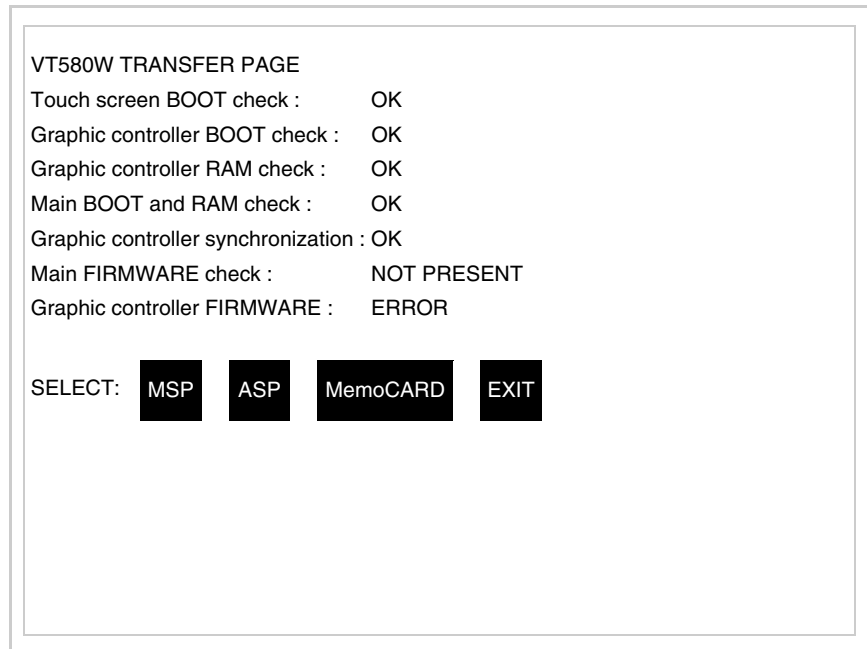 VT580W TRANSFER PAGE
Touch screen BOOT check : OK
Graphic controller BOOT check : OK
Graphic controller RAM check : OK
Main BOOT and RAM check : OK
Graphic controller synchronization : OK
Main FIRMWARE check : NOT PRESENT
Graphic controller FIRMWARE : ERROR
SELECT: MSP ASP MemoCARD EXIT